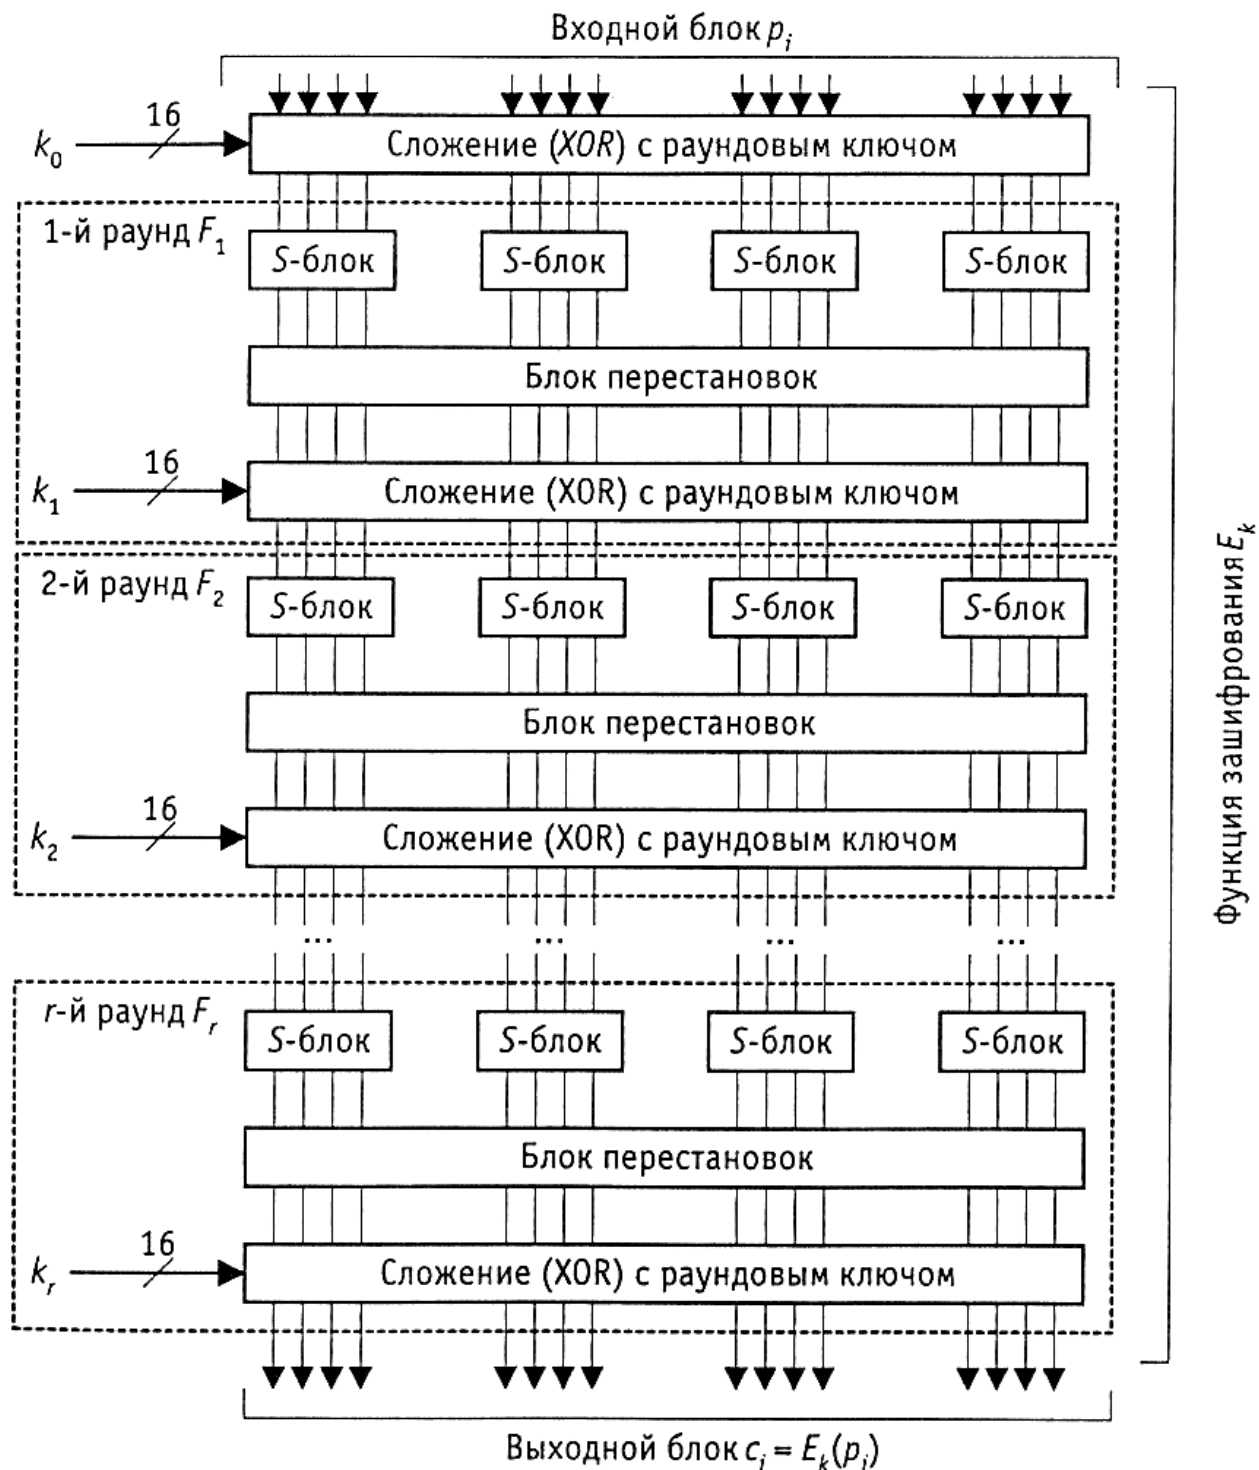 Входной блок p_i
16
k_0
Сложение (XOR) с раундовым ключом
1-й раунд F_1
S-блок S-блок S-блок S-блок
Блок перестановок
16
k_1
Сложение (XOR) с раундовым ключом
2-й раунд F_2
S-блок S-блок S-блок S-блок
Блок перестановок
16
k_2
Сложение (XOR) с раундовым ключом
... ... ... ...
r-й раунд F_r
S-блок S-блок S-блок S-блок
Блок перестановок
16
k_r
Сложение (XOR) с раундовым ключом
Выходной блок c_i = E_k(p_i)
Функция зашифрования E_k